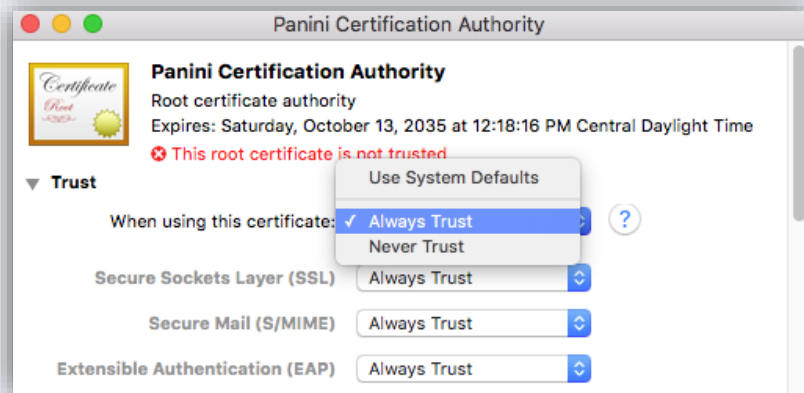 Panini Certification Authority
Certificate
Root
Panini Certification Authority
Root certificate authority
Expires: Saturday, October 13, 2035 at 12:18:16 PM Central Daylight Time
This root certificate is not trusted
Trust
Use System Defaults
When using this certificate: ✓ Always Trust ?
Never Trust
Secure Sockets Layer (SSL) Always Trust
Secure Mail (S/MIME) Always Trust
Extensible Authentication (EAP) Always Trust